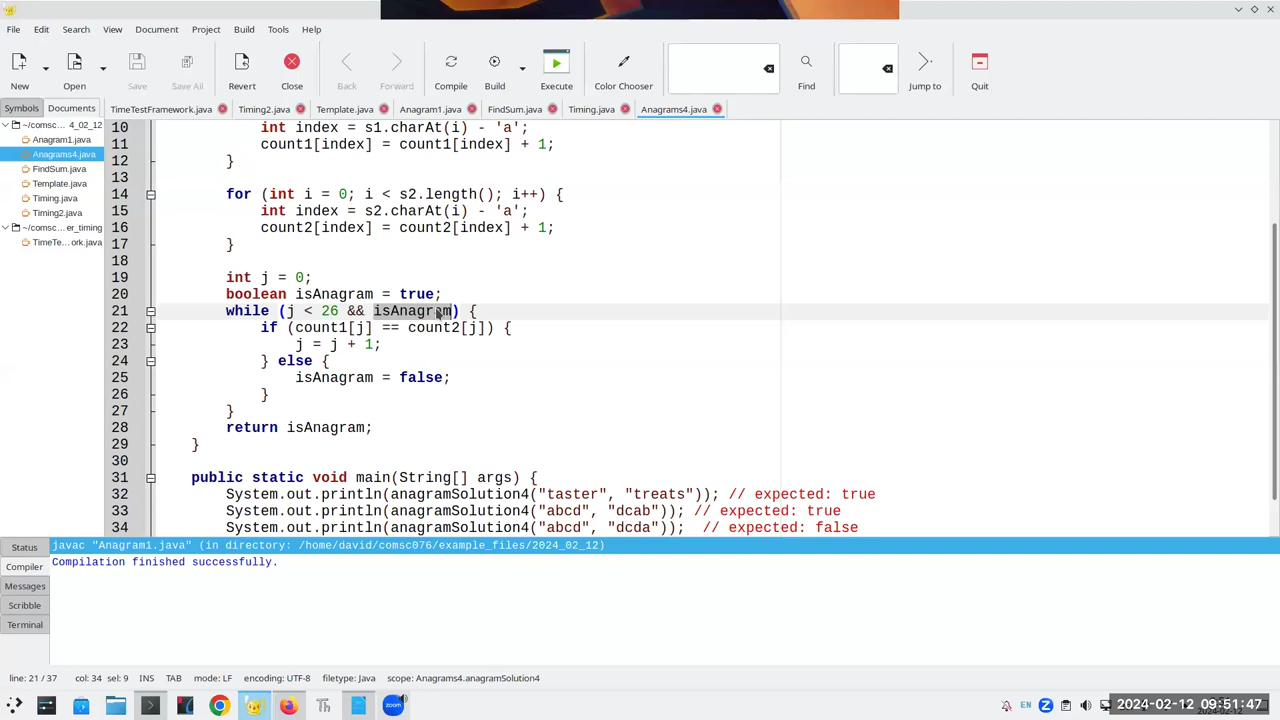 File Edit Search View Document Project Build Tools Help
New Open Save Save All Revert Close Back Forward Compile Build Execute Color Chooser Find Jump to Quit
Symbols Documents TimeTestFramework.java Timing2.java Template.java Anagram1.java FindSum.java Timing.java Anagrams4.java
~/comsc… 4_02_12
Anagram1.java
Anagrams4.java
FindSum.java
Template.java
Timing.java
Timing2.java
~/comsc… er_timing
TimeTe…ork.java
10 int index = s1.charAt(i) - 'a';
11 count1[index] = count1[index] + 1;
12 }
13
14 for (int i = 0; i < s2.length(); i++) {
15 int index = s2.charAt(i) - 'a';
16 count2[index] = count2[index] + 1;
17 }
18
19 int j = 0;
20 boolean isAnagram = true;
21 while (j < 26 && isAnagram) {
22 if (count1[j] == count2[j]) {
23 j = j + 1;
24 } else {
25 isAnagram = false;
26 }
27 }
28 return isAnagram;
29 }
30
31 public static void main(String[] args) {
32 System.out.println(anagramSolution4("taster", "treats")); // expected: true
33 System.out.println(anagramSolution4("abcd", "dcab")); // expected: true
34 System.out.println(anagramSolution4("abcd", "dcda")); // expected: false
Status
Compiler
Messages
Scribble
Terminal
javac "Anagram1.java" (in directory: /home/david/comsc076/example_files/2024_02_12)
Compilation finished successfully.
line: 21 / 37 col: 34 sel: 9 INS TAB mode: LF encoding: UTF-8 filetype: Java scope: Anagrams4.anagramSolution4
Th zoom EN Z 2024-02-12 09:51:47